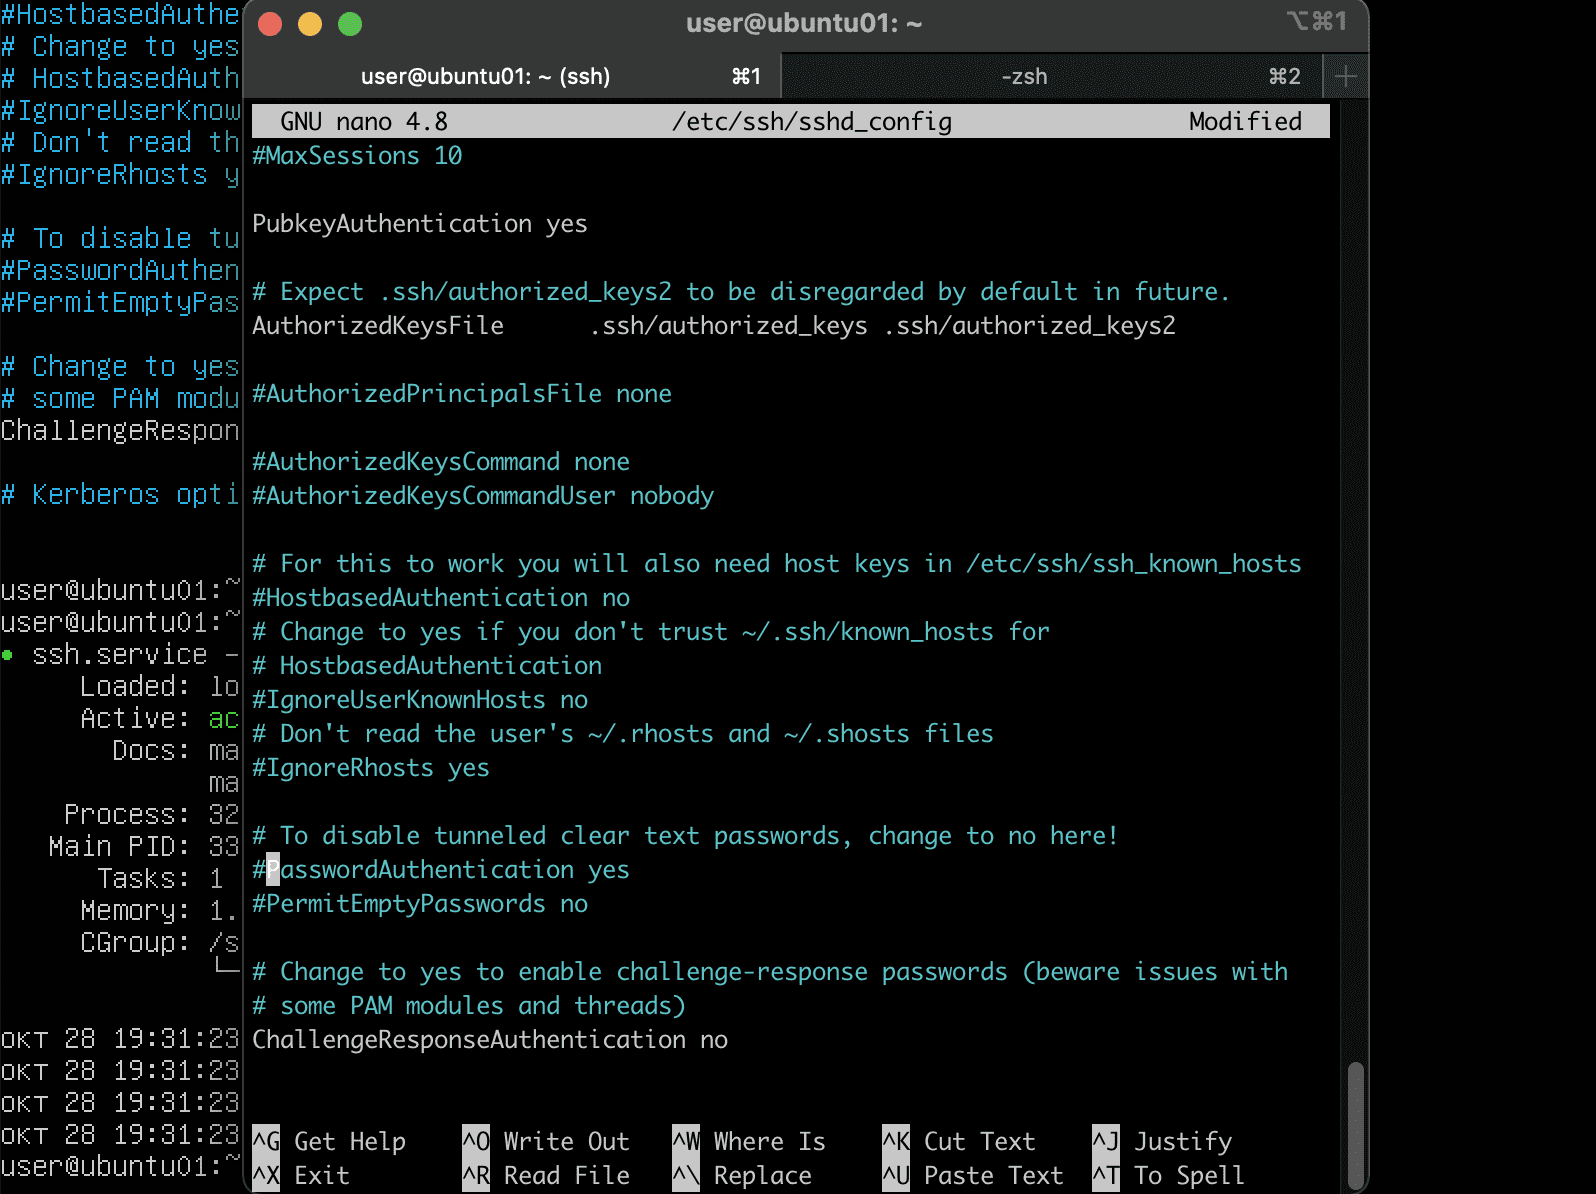 #HostbasedAuthe
# Change to yes
# HostbasedAuth
#IgnoreUserKnow
# Don't read th
#IgnoreRhosts y
# To disable tu
#PasswordAuthen
#PermitEmptyPas
# Change to yes
# some PAM modu
ChallengeRespon
# Kerberos opti
user@ubuntu01:~
user@ubuntu01:~
● ssh.service -
Loaded: lo
Active: ac
Docs: ma
ma
Process: 32
Main PID: 33
Tasks: 1
Memory: 1.
CGroup: /s
└─
окт 28 19:31:23
окт 28 19:31:23
окт 28 19:31:23
окт 28 19:31:23
user@ubuntu01:~
user@ubuntu01: ~ ⌥⌘1
user@ubuntu01: ~ (ssh) ⌘1 -zsh ⌘2 +
GNU nano 4.8 /etc/ssh/sshd_config Modified
#MaxSessions 10
PubkeyAuthentication yes
# Expect .ssh/authorized_keys2 to be disregarded by default in future.
AuthorizedKeysFile .ssh/authorized_keys .ssh/authorized_keys2
#AuthorizedPrincipalsFile none
#AuthorizedKeysCommand none
#AuthorizedKeysCommandUser nobody
# For this to work you will also need host keys in /etc/ssh/ssh_known_hosts
#HostbasedAuthentication no
# Change to yes if you don't trust ~/.ssh/known_hosts for
# HostbasedAuthentication
#IgnoreUserKnownHosts no
# Don't read the user's ~/.rhosts and ~/.shosts files
#IgnoreRhosts yes
# To disable tunneled clear text passwords, change to no here!
#PasswordAuthentication yes
#PermitEmptyPasswords no
# Change to yes to enable challenge-response passwords (beware issues with
# some PAM modules and threads)
ChallengeResponseAuthentication no
^G Get Help ^O Write Out ^W Where Is ^K Cut Text ^J Justify
^X Exit ^R Read File ^\ Replace ^U Paste Text ^T To Spell